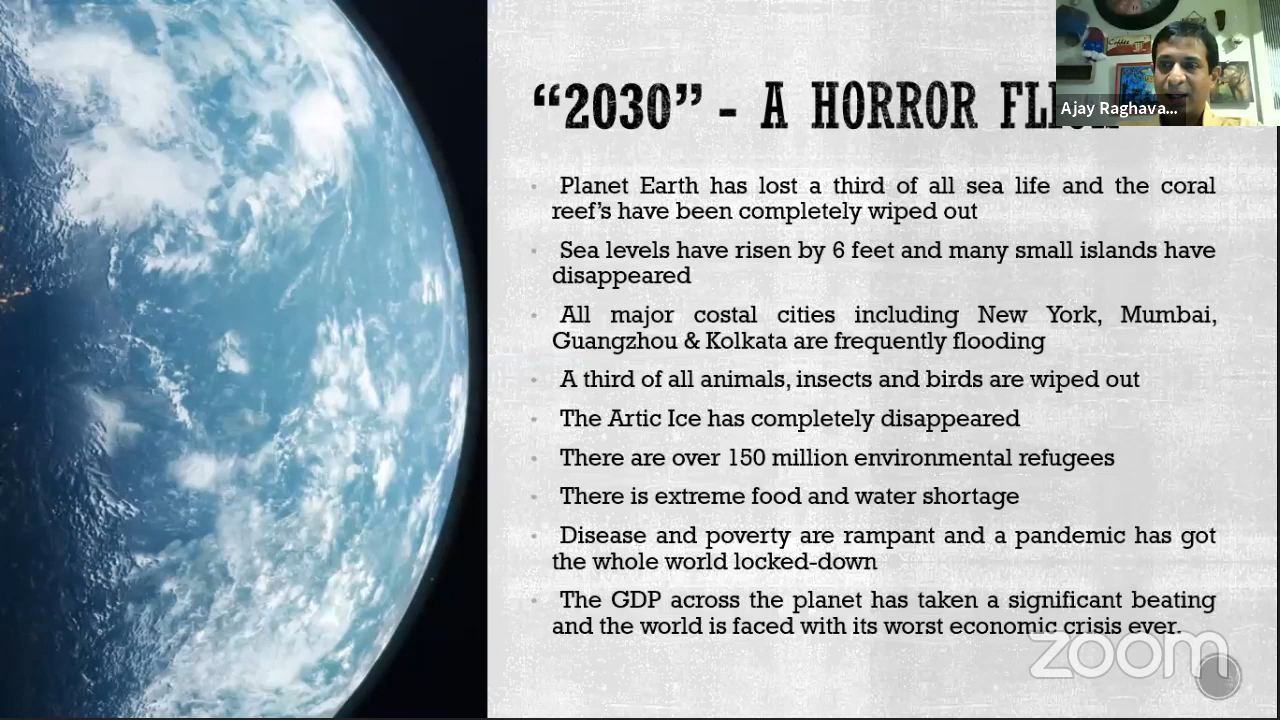 “2030” - A HORROR
Ajay Raghava...
• Planet Earth has lost a third of all sea life and the coral
reef’s have been completely wiped out
• Sea levels have risen by 6 feet and many small islands have
disappeared
• All major costal cities including New York, Mumbai,
Guangzhou & Kolkata are frequently flooding
• A third of all animals, insects and birds are wiped out
• The Artic Ice has completely disappeared
• There are over 150 million environmental refugees
• There is extreme food and water shortage
• Disease and poverty are rampant and a pandemic has got
the whole world locked-down
• The GDP across the planet has taken a significant beating
and the world is faced with its worst economic crisis ever.
zoom